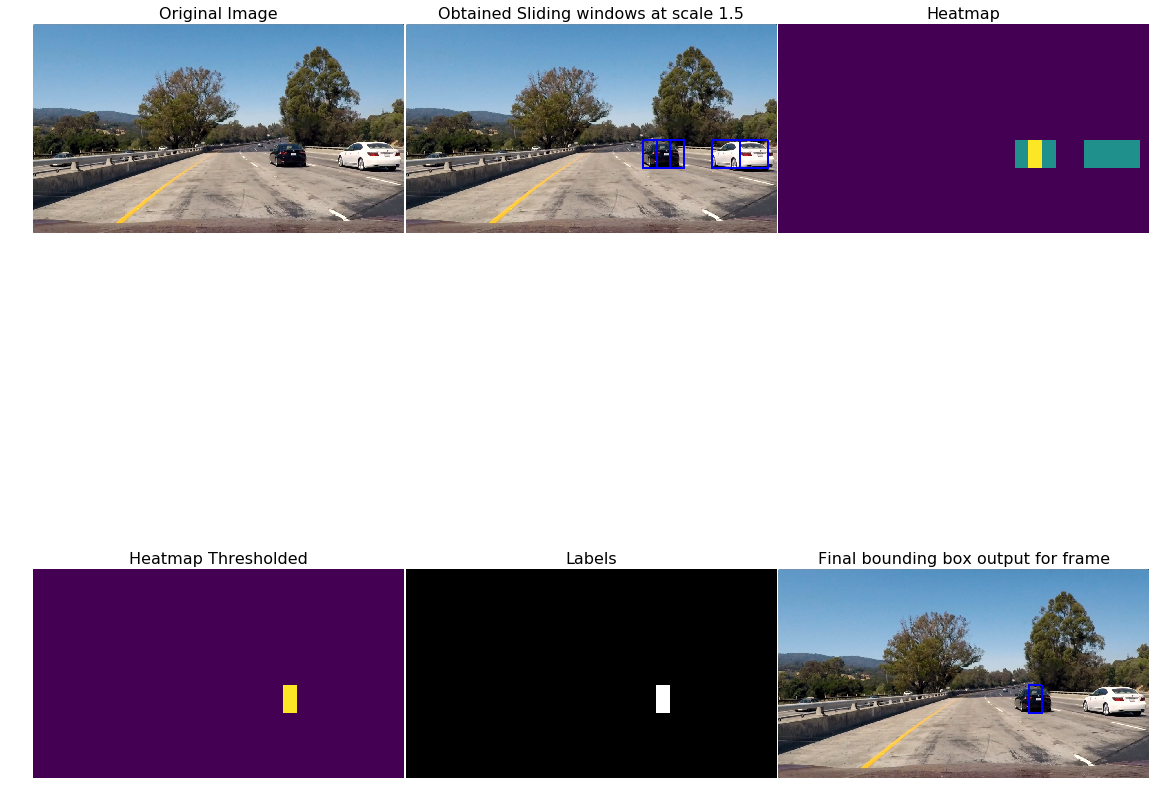 Original Image
Obtained Sliding windows at scale 1.5
Heatmap
Heatmap Thresholded
Labels
Final bounding box output for frame